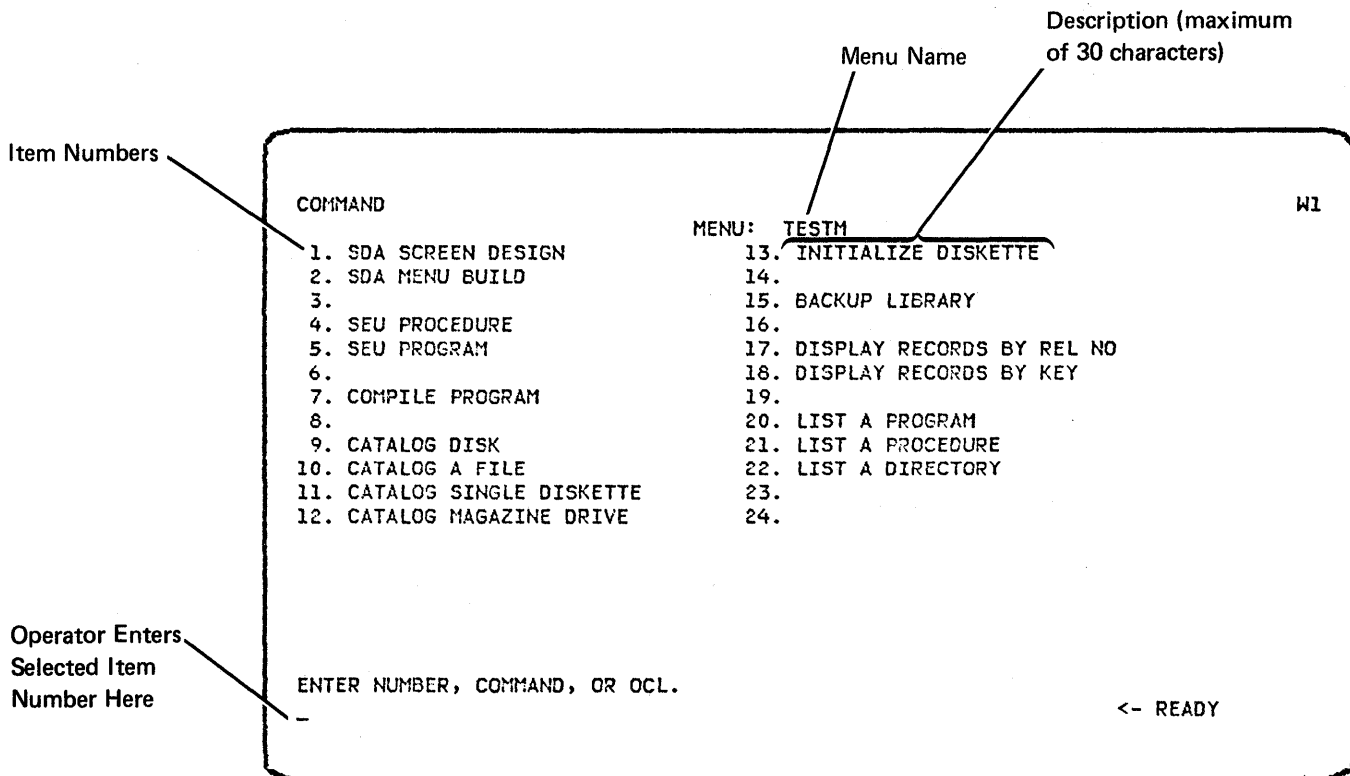 Description (maximum
of 30 characters)
Menu Name
Item Numbers
COMMAND W1
MENU: TESTM
1. SDA SCREEN DESIGN 13. INITIALIZE DISKETTE
2. SDA MENU BUILD 14.
3. 15. BACKUP LIBRARY
4. SEU PROCEDURE 16.
5. SEU PROGRAM 17. DISPLAY RECORDS BY REL NO
6. 18. DISPLAY RECORDS BY KEY
7. COMPILE PROGRAM 19.
8. 20. LIST A PROGRAM
9. CATALOG DISK 21. LIST A PROCEDURE
10. CATALOG A FILE 22. LIST A DIRECTORY
11. CATALOG SINGLE DISKETTE 23.
12. CATALOG MAGAZINE DRIVE 24.
Operator Enters
Selected Item
Number Here
ENTER NUMBER, COMMAND, OR OCL.
_ <- READY